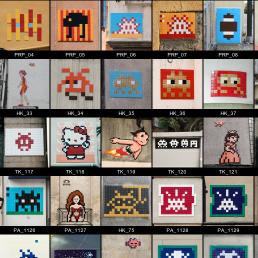 PRP_04 PRP_05 PRP_06 PRP_07 PRP_08
HK_33 HK_34 HK_35 HK_36 HK_37
TK_117 TK_118 TK_119 TK_120 TK_121
PA_1126 PA_1127 HK_75 PA_1128 PA_1129